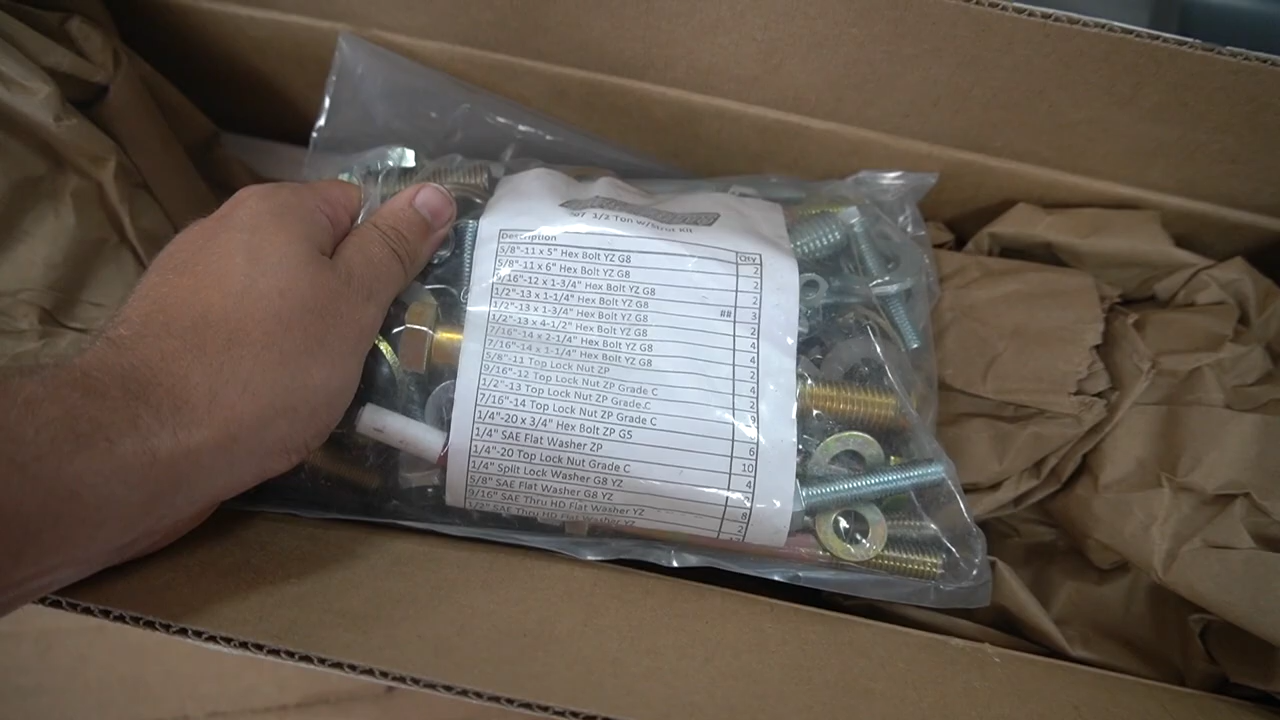 1/2 Ton w/Strut Kit
Description Qty
5/8"-11 x 5" Hex Bolt YZ G8 2
5/8"-11 x 6" Hex Bolt YZ G8 2
9/16"-12 x 1-3/4" Hex Bolt YZ G8 2
1/2"-13 x 1-1/4" Hex Bolt YZ G8 ## 3
1/2"-13 x 1-3/4" Hex Bolt YZ G8 2
1/2"-13 x 4-1/2" Hex Bolt YZ G8 4
7/16"-14 x 2-1/4" Hex Bolt YZ G8 4
7/16"-14 x 1-1/4" Hex Bolt YZ G8 2
5/8"-11 Top Lock Nut ZP 4
9/16"-12 Top Lock Nut ZP Grade C 2
1/2"-13 Top Lock Nut ZP Grade C 9
7/16"-14 Top Lock Nut ZP Grade C 6
1/4"-20 x 3/4" Hex Bolt ZP G5
1/4" SAE Flat Washer ZP 10
1/4"-20 Top Lock Nut Grade C 4
1/4" Split Lock Washer G8 YZ
5/8" SAE Flat Washer G8 YZ 8
9/16" SAE Thru HD Flat Washer YZ 2
1/2" SAE Thru HD Flat Washer YZ